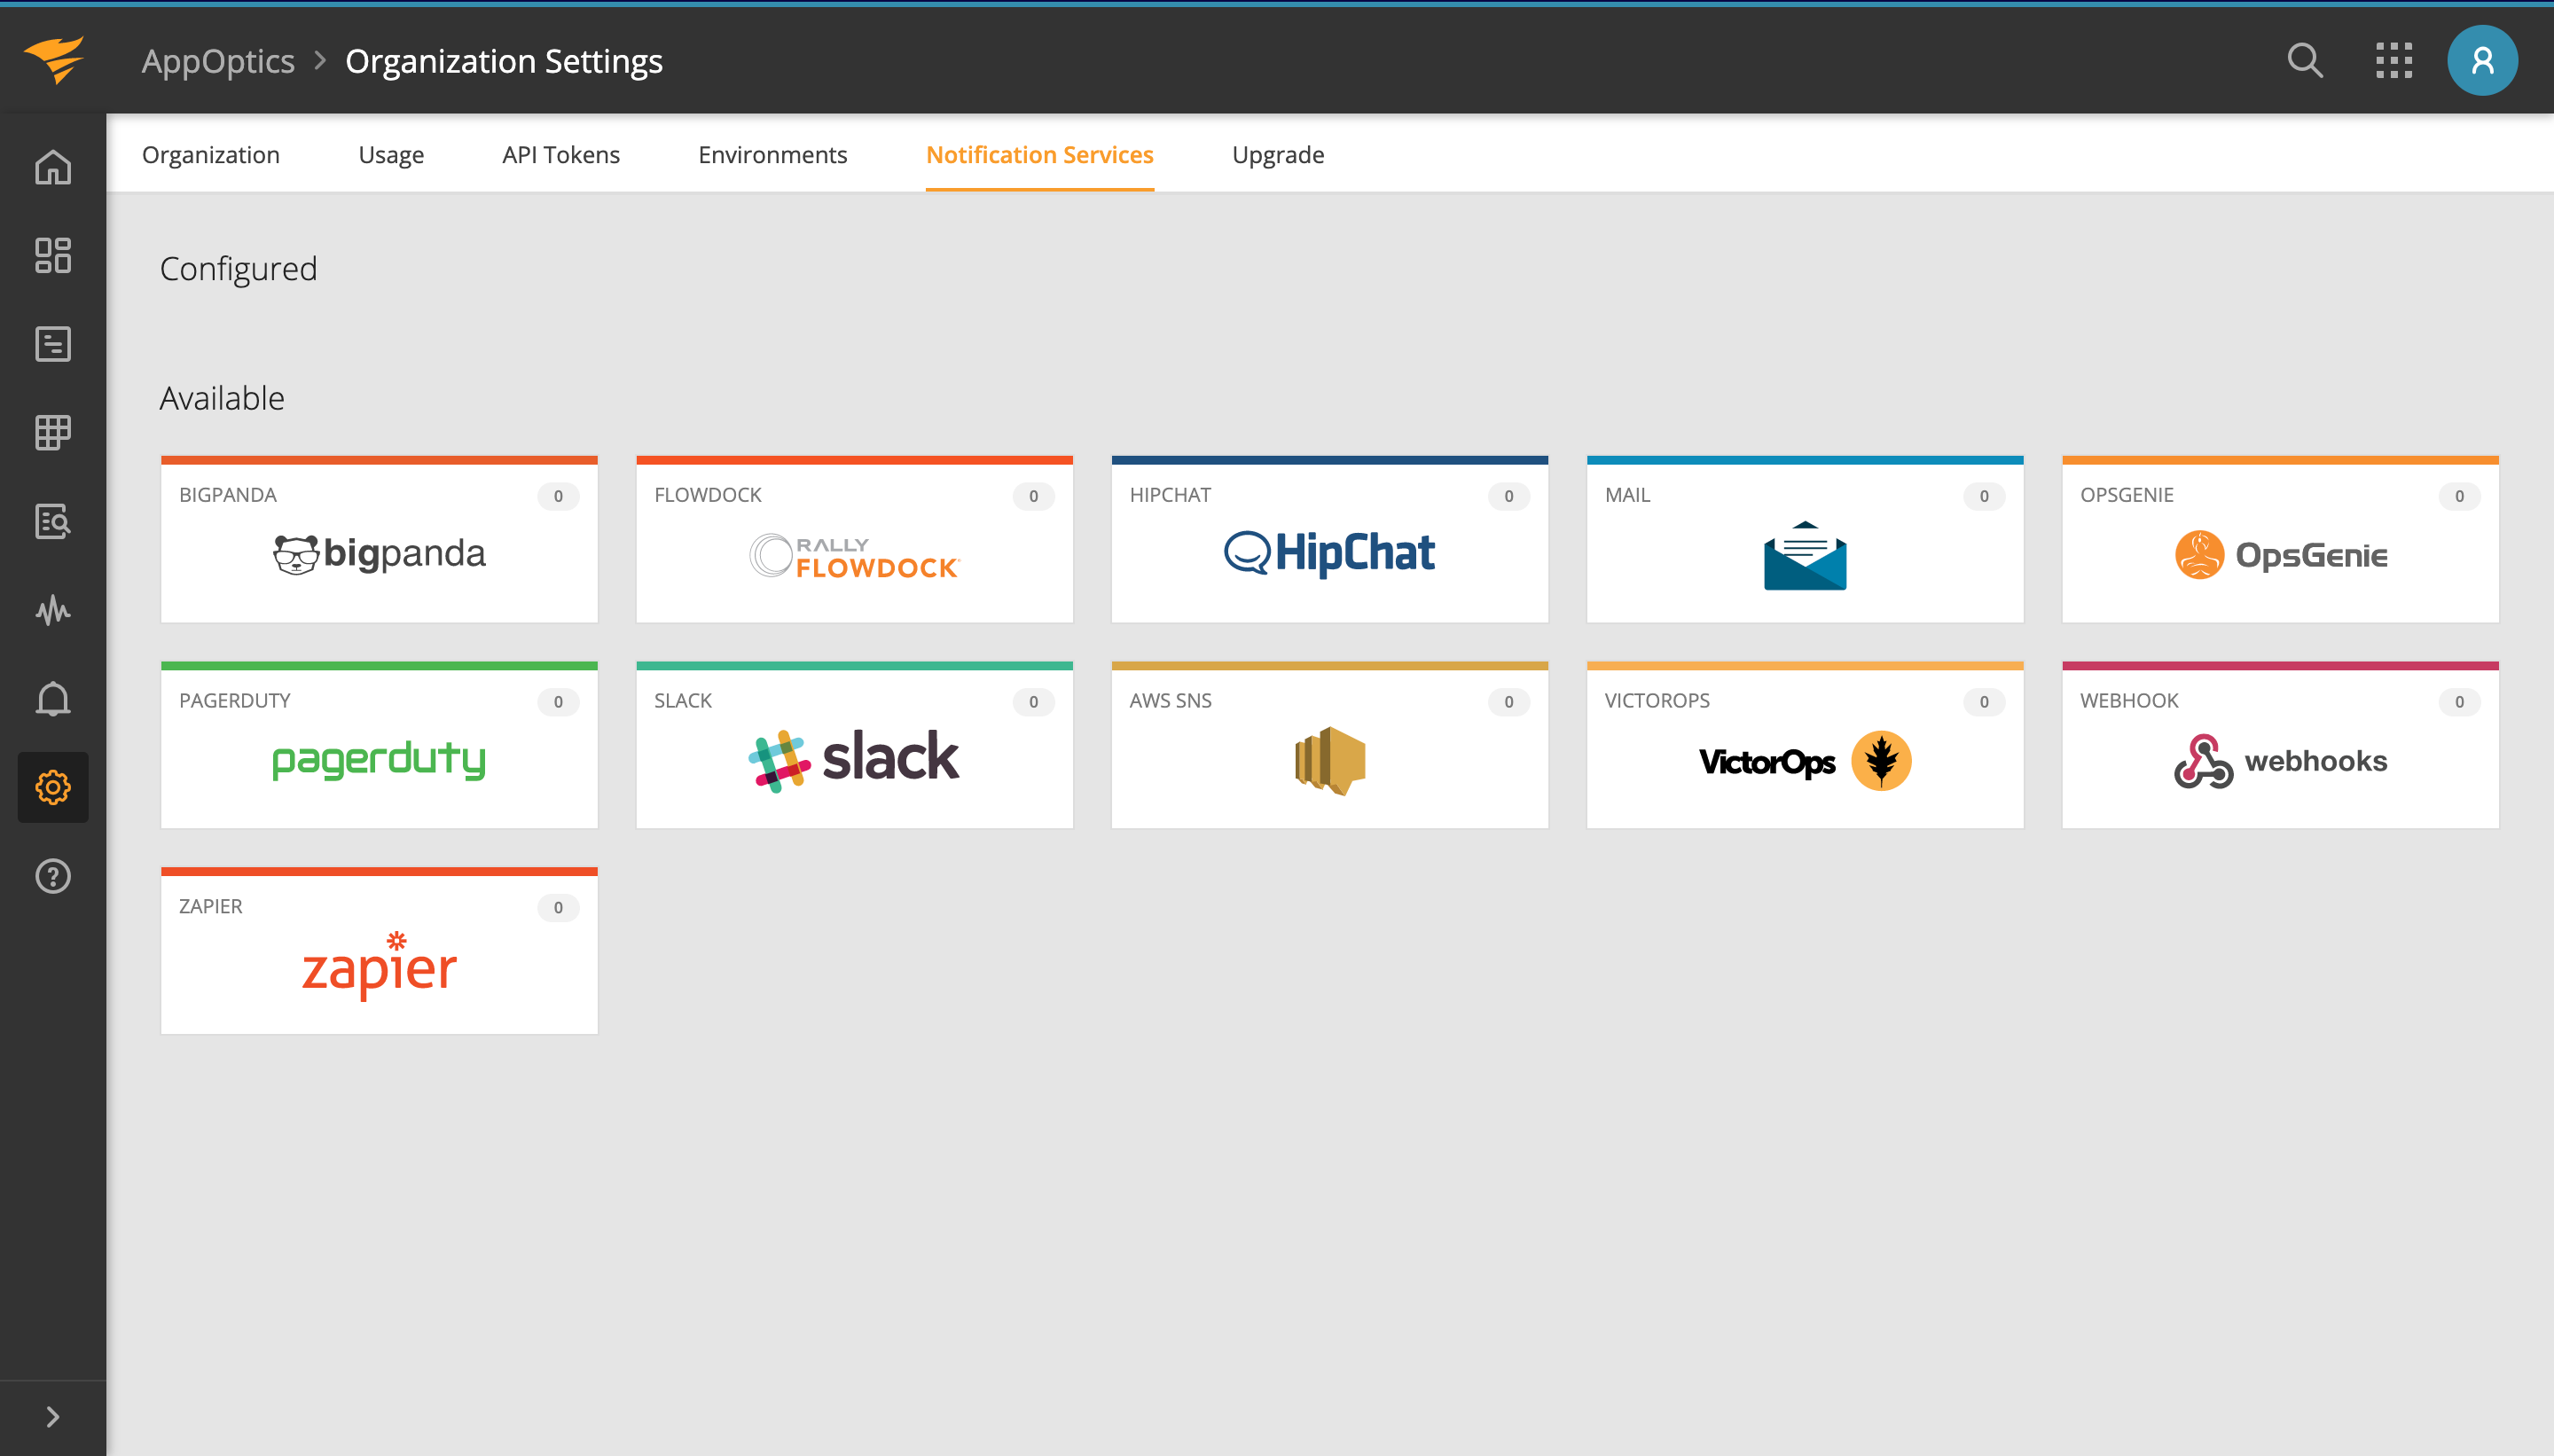 AppOptics > Organization Settings
Organization Usage API Tokens Environments Notification Services Upgrade
Configured
Available
BIGPANDA 0
bigpanda
FLOWDOCK 0
RALLY
FLOWDOCK
HIPCHAT 0
HipChat
MAIL 0
OPSGENIE 0
OpsGenie
PAGERDUTY 0
pagerduty
SLACK 0
slack
AWS SNS 0
VICTOROPS 0
VictorOps
WEBHOOK 0
webhooks
ZAPIER 0
zapier